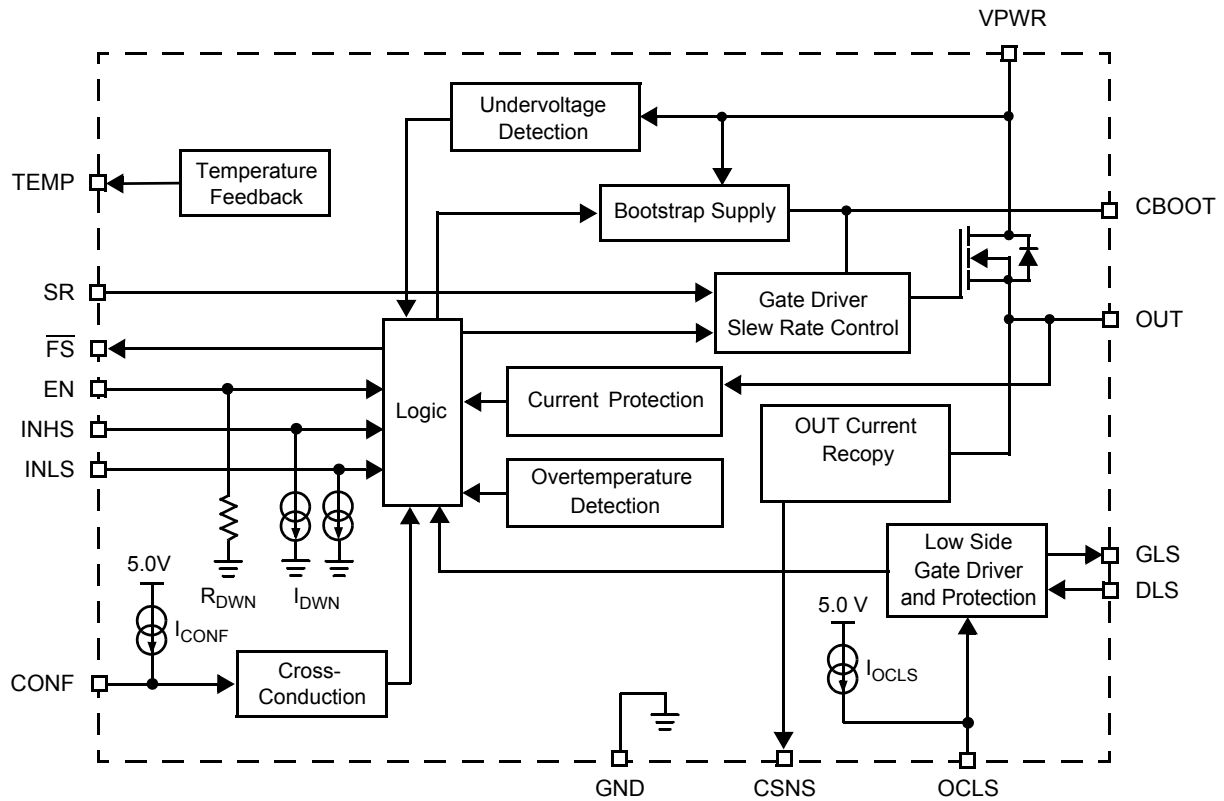 VPWR
Undervoltage
Detection
TEMP
Temperature
Feedback
Bootstrap Supply
CBOOT
SR
Gate Driver
Slew Rate Control
OUT
FS
EN
Logic
Current Protection
INHS
OUT Current
Recopy
INLS
Overtemperature
Detection
5.0V
RDWN
IDWN
Low Side
Gate Driver
and Protection
GLS
DLS
5.0 V
ICONF
IOCLS
CONF
Cross-
Conduction
GND
CSNS
OCLS